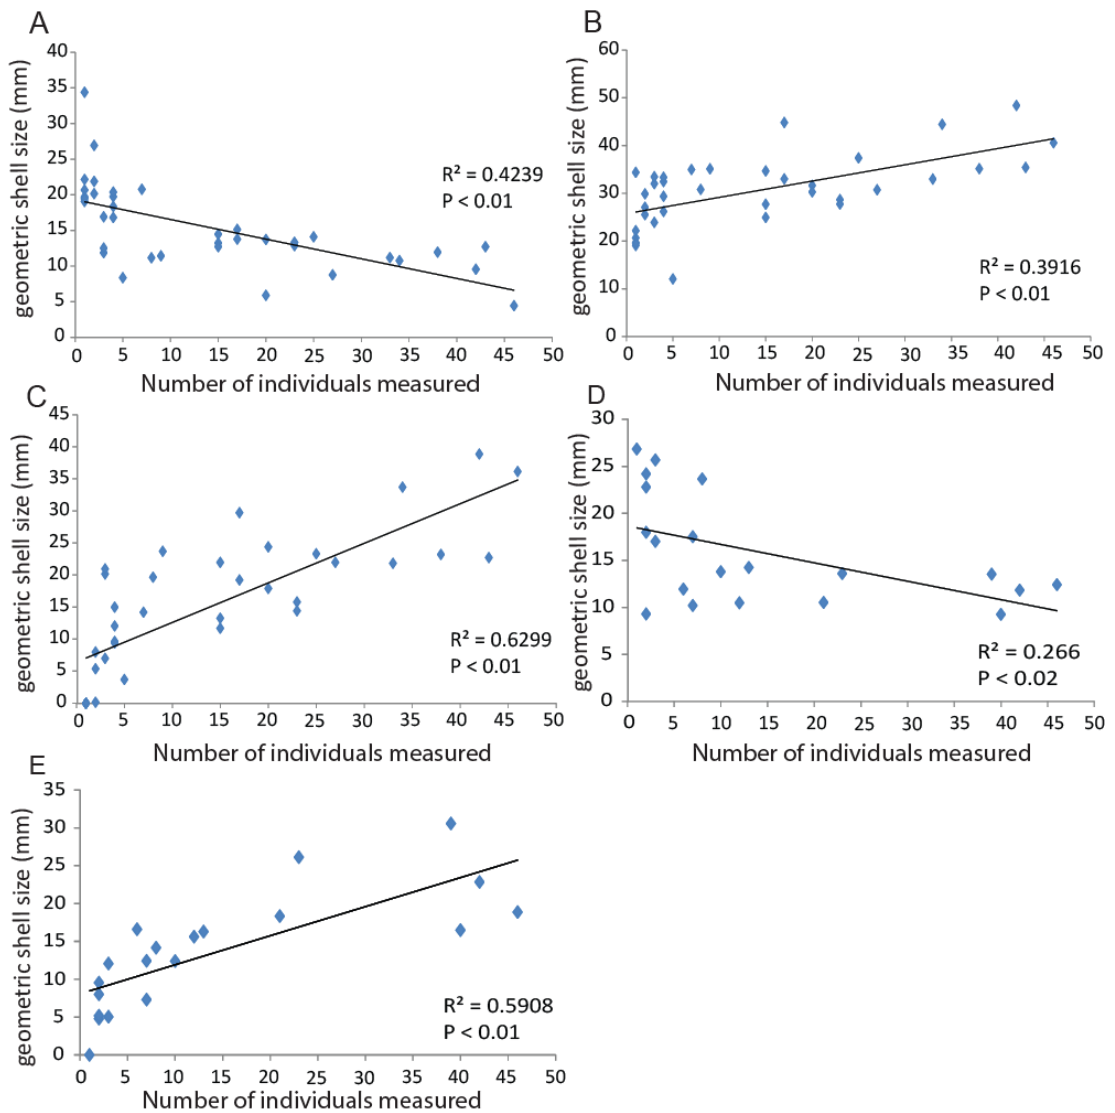 A
geometric shell size (mm)
40
35
30
25
20
15
10
5
0
R² = 0.4239
P < 0.01
0 5 10 15 20 25 30 35 40 45 50
Number of individuals measured
B
geometric shell size (mm)
60
50
40
30
20
10
0
R² = 0.3916
P < 0.01
0 5 10 15 20 25 30 35 40 45 50
Number of individuals measured
C
geometric shell size (mm)
45
40
35
30
25
20
15
10
5
0
R² = 0.6299
P < 0.01
0 5 10 15 20 25 30 35 40 45 50
Number of individuals measured
D
geometric shell size (mm)
30
25
20
15
10
5
0
R² = 0.266
P < 0.02
0 5 10 15 20 25 30 35 40 45 50
Number of individuals measured
E
geometric shell size (mm)
35
30
25
20
15
10
5
0
R² = 0.5908
P < 0.01
0 5 10 15 20 25 30 35 40 45 50
Number of individuals measured